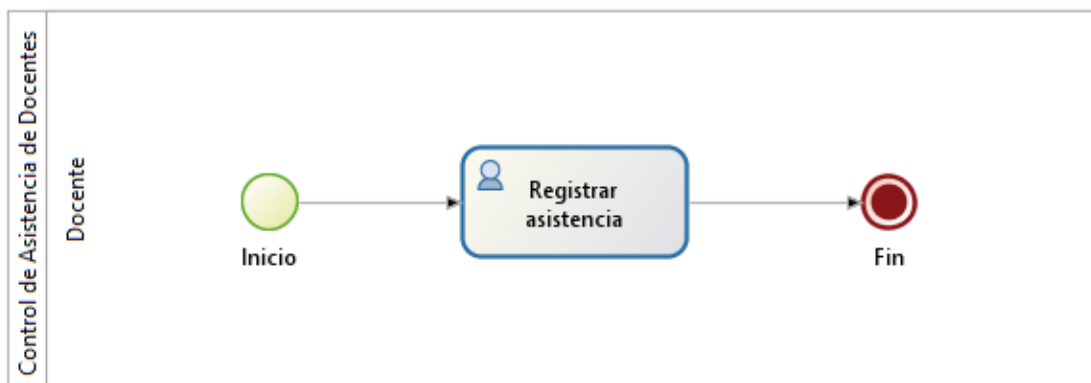 Control de Asistencia de Docentes
Docente
Inicio
Registrar
asistencia
Fin